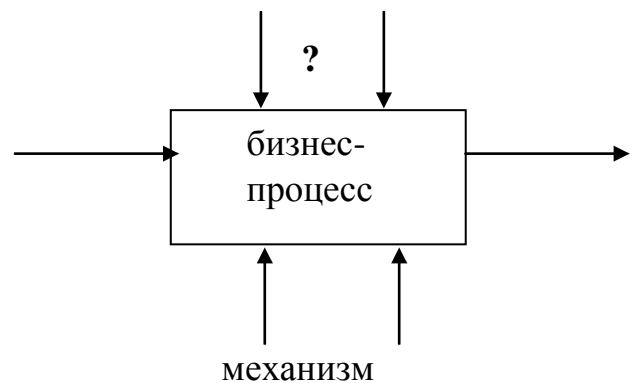 ?
бизнес-
процесс
механизм